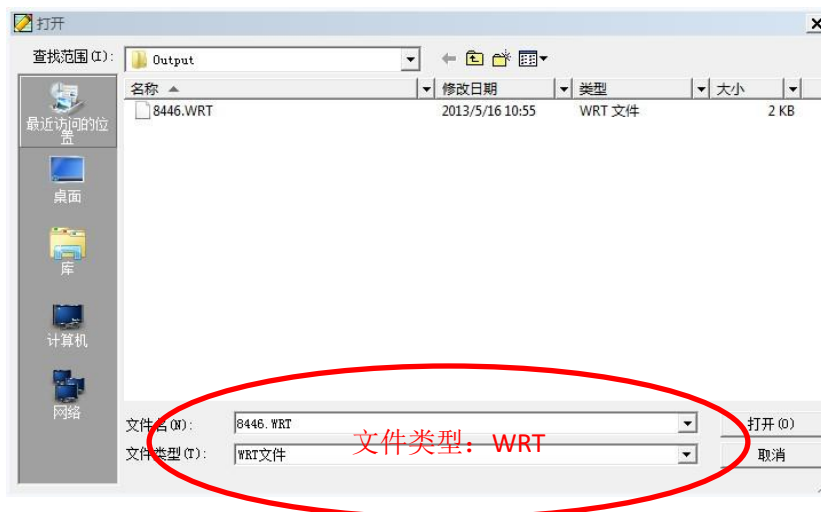 打开
查找范围(I):
Output
名称
修改日期
类型
大小
8446.WRT
2013/5/16 10:55
WRT 文件
2 KB
最近访问的位
置
桌面
库
计算机
网络
文件名(N):
8446.WRT
打开(O)
文件类型：WRT
文件类型(T):
WRT文件
取消